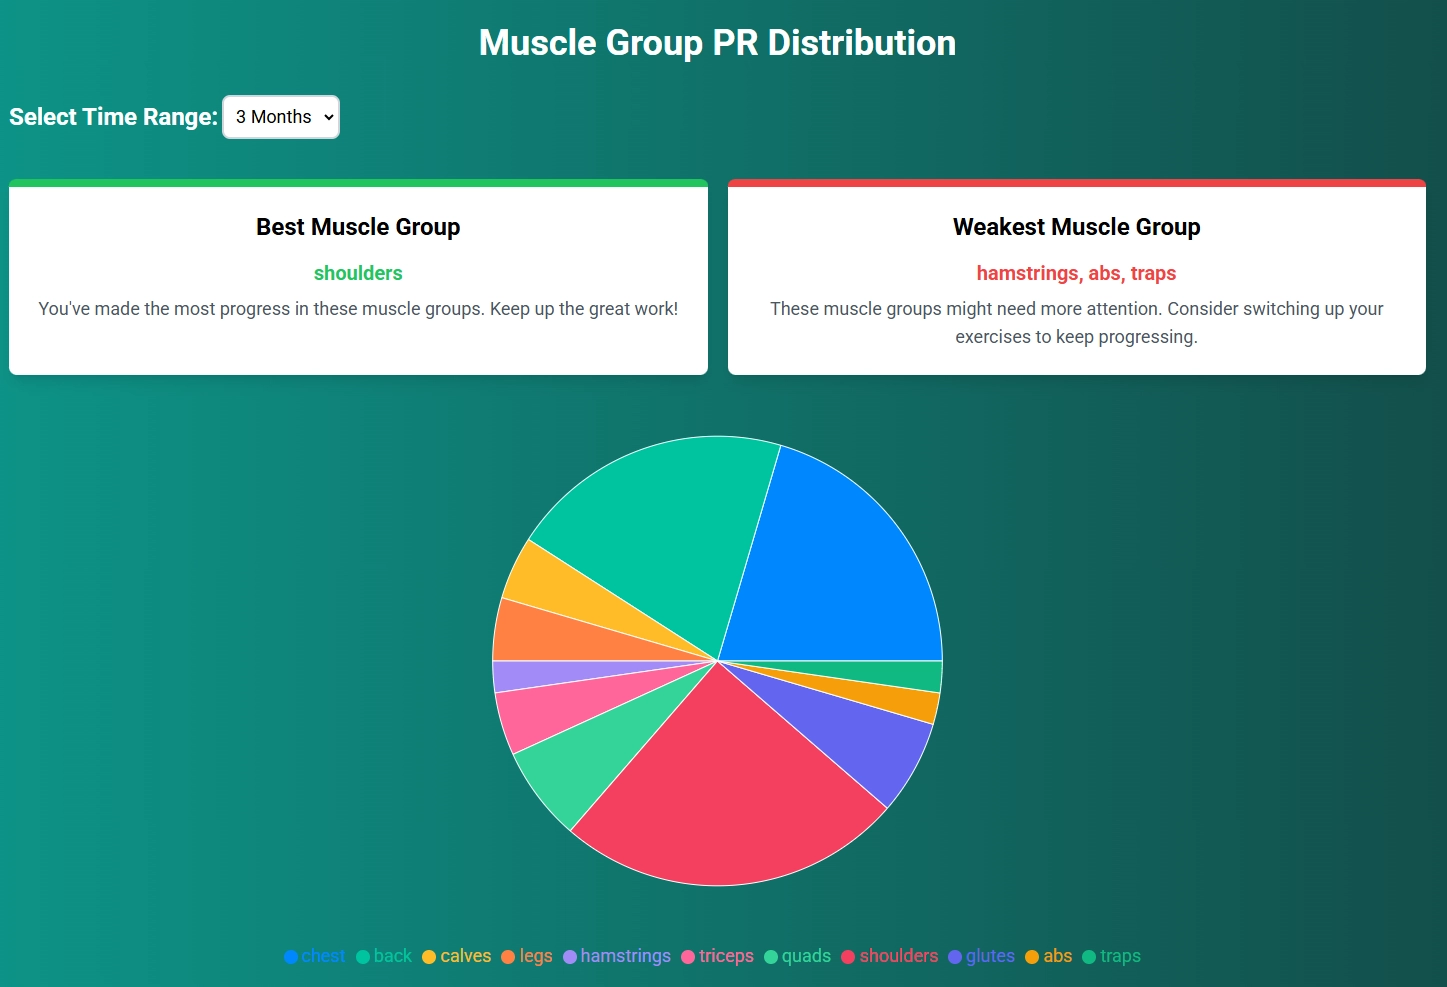 Muscle Group PR Distribution
Select Time Range: 3 Months
Best Muscle Group
shoulders
You've made the most progress in these muscle groups. Keep up the great work!
Weakest Muscle Group
hamstrings, abs, traps
These muscle groups might need more attention. Consider switching up your
exercises to keep progressing.
chest back calves legs hamstrings triceps quads shoulders glutes abs traps